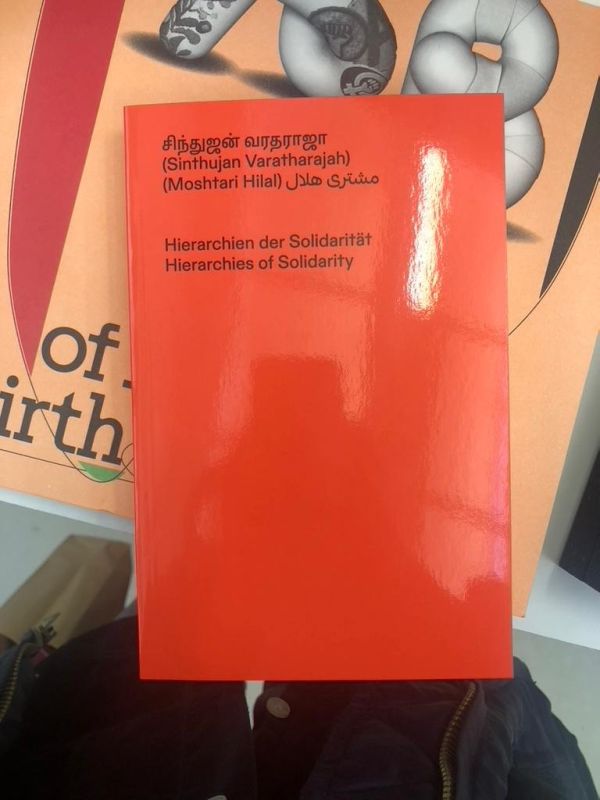 சிந்துஜன் வரதராஜா
(Sinthujan Varatharajah)
(Moshtari Hilal) مشتری هلال
Hierarchien der Solidarität
Hierarchies of Solidarity
of
irth